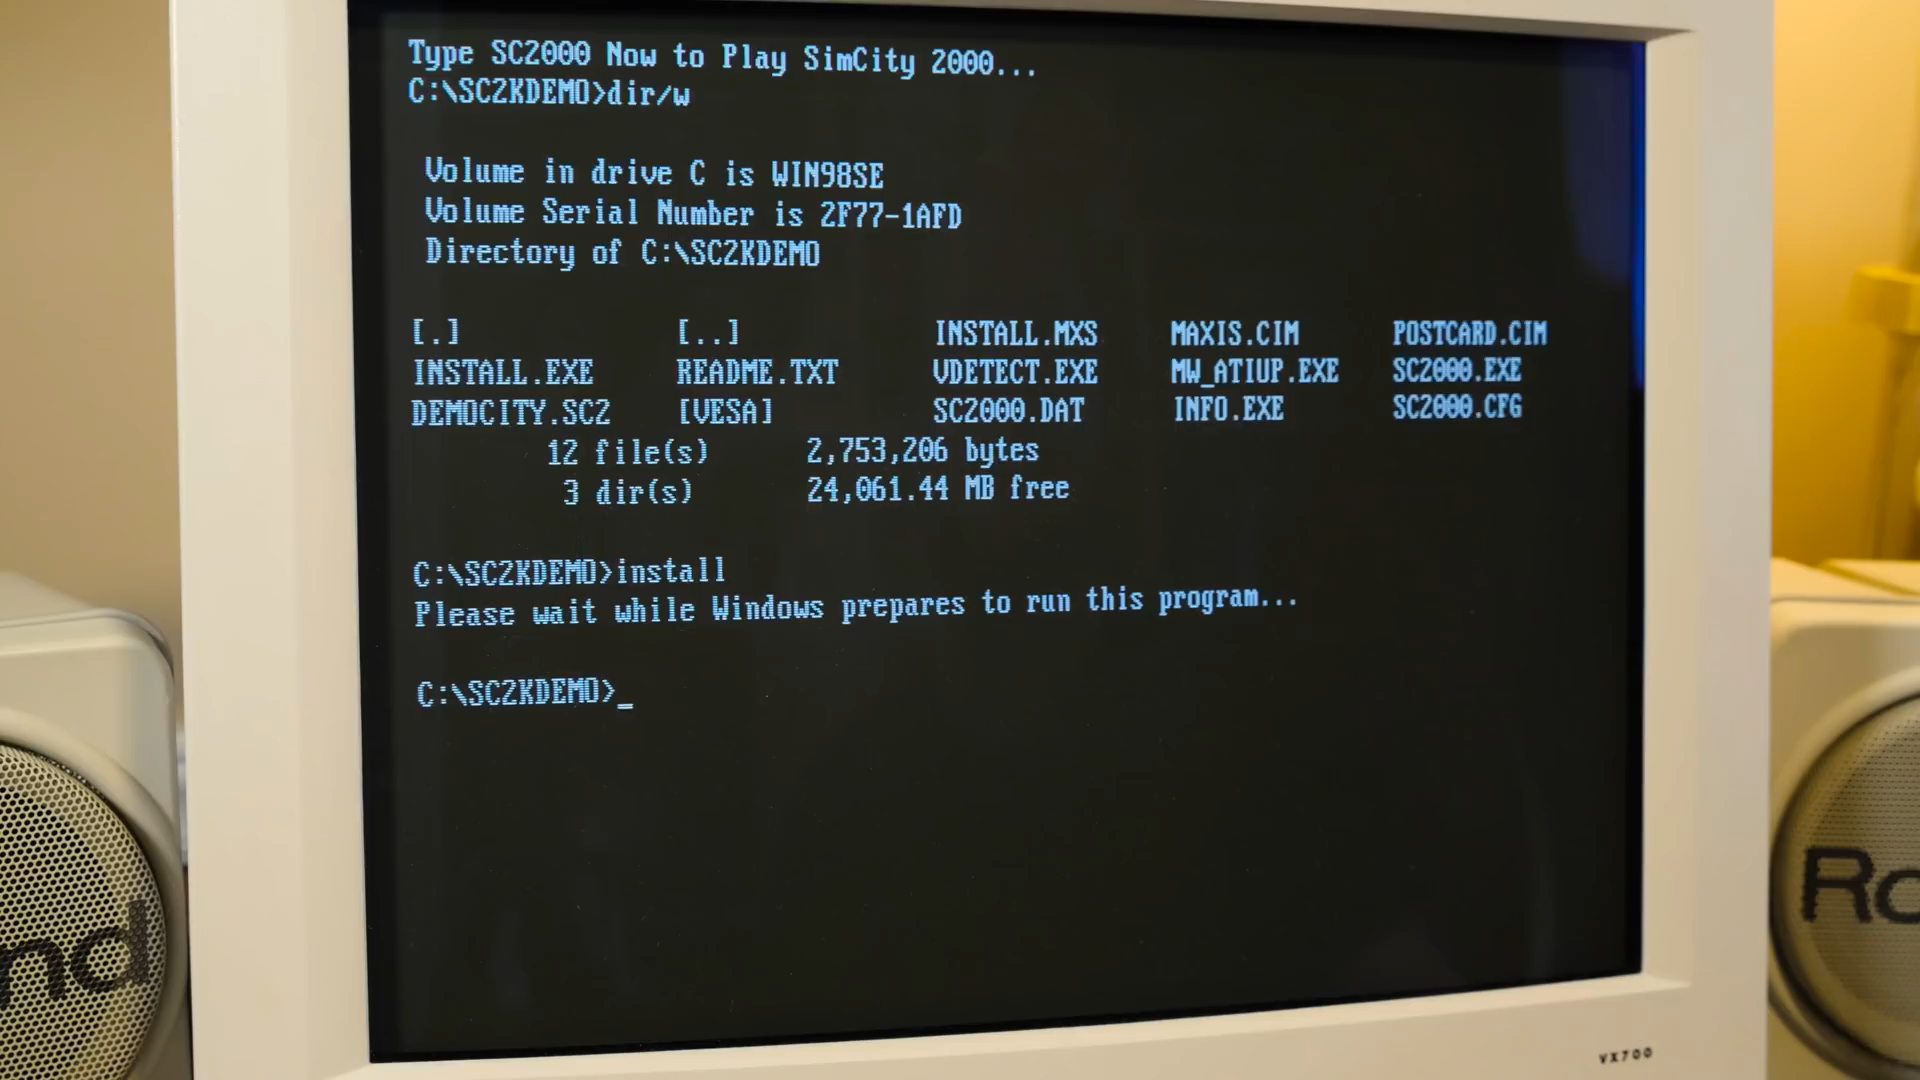 Type SC2000 Now to Play SimCity 2000...
C:\SC2KDEMO>dir/w
Volume in drive C is WIN98SE
Volume Serial Number is 2F77-1AFD
Directory of C:\SC2KDEMO
[.] [..] INSTALL.MXS MAXIS.CIM POSTCARD.CIM
INSTALL.EXE README.TXT VDETECT.EXE MW_ATIUP.EXE SC2000.EXE
DEMOCITY.SC2 [VESA] SC2000.DAT INFO.EXE SC2000.CFG
12 file(s) 2,753,206 bytes
3 dir(s) 24,061.44 MB free
C:\SC2KDEMO>install
Please wait while Windows prepares to run this program...
C:\SC2KDEMO>_
nd
Ro
VX700